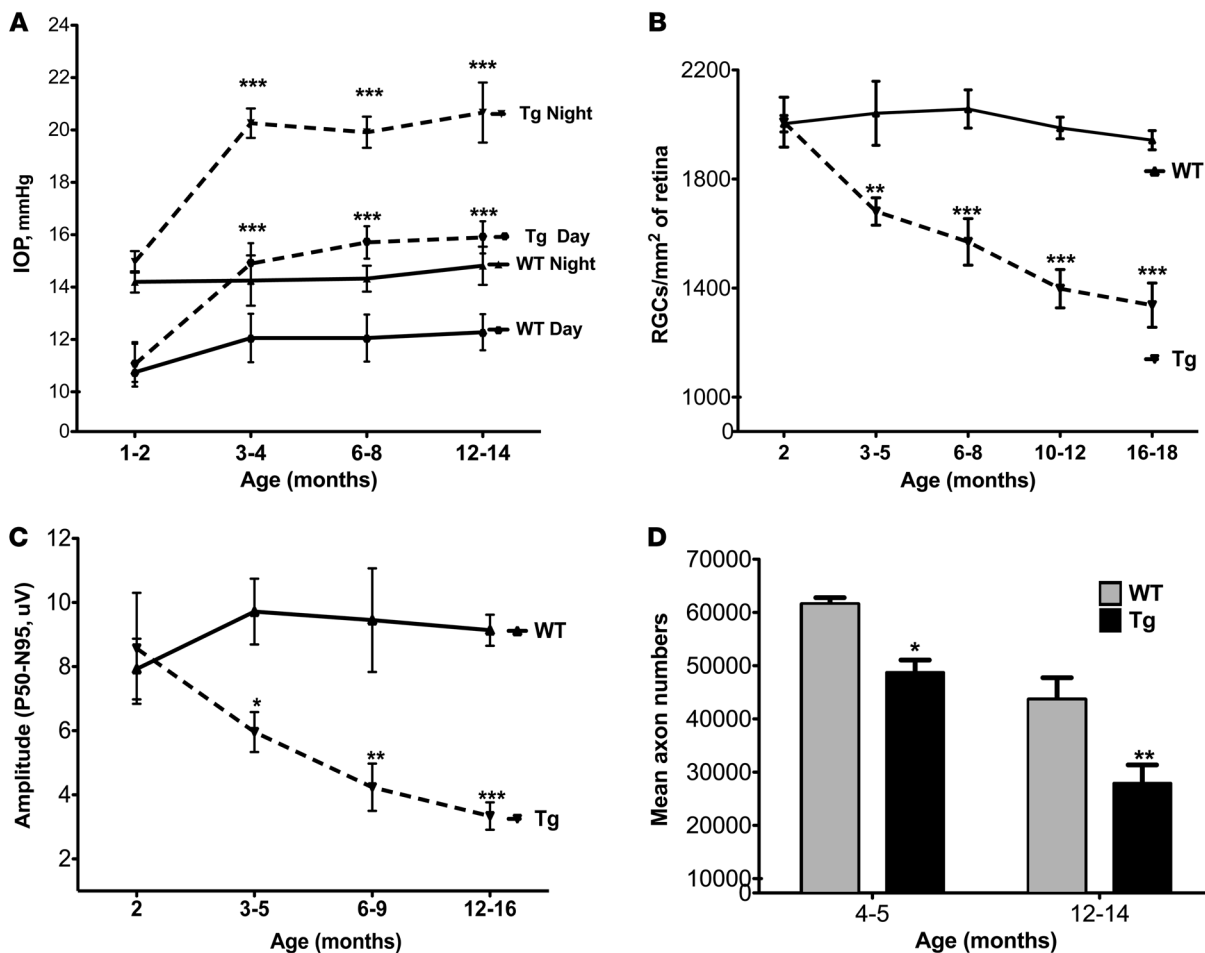 A
IOP, mmHg
24
22
20
18
16
14
12
10
0
***
***
***
***
***
***
Tg Night
Tg Day
WT Night
WT Day
1-2
3-4
6-8
12-14
Age (months)
B
RGCs/mm² of retina
2200
1800
1400
1000
0
**
***
***
***
WT
Tg
2
3-5
6-8
10-12
16-18
Age (months)
C
Amplitude (P50-N95, uV)
12
10
8
6
4
2
*
**
***
WT
Tg
2
3-5
6-9
12-16
Age (months)
D
Mean axon numbers
70000
60000
50000
40000
30000
20000
10000
0
WT
Tg
*
**
4-5
12-14
Age (months)